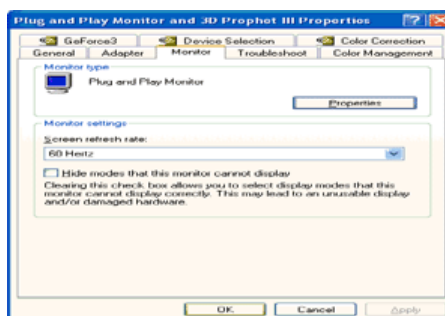 Plug and Play Monitor and 3D Prophet III Properties
GeForce3 Device Selection Color Correction
General Adapter Monitor Troubleshoot Color Management
Monitor type
Plug and Play Monitor
Properties
Monitor settings
Screen refresh rate:
60 Hertz
Hide modes that this monitor cannot display
Clearing this check box allows you to select display modes that this
monitor cannot display correctly. This may lead to an unusable display
and/or damaged hardware.
OK Cancel Apply